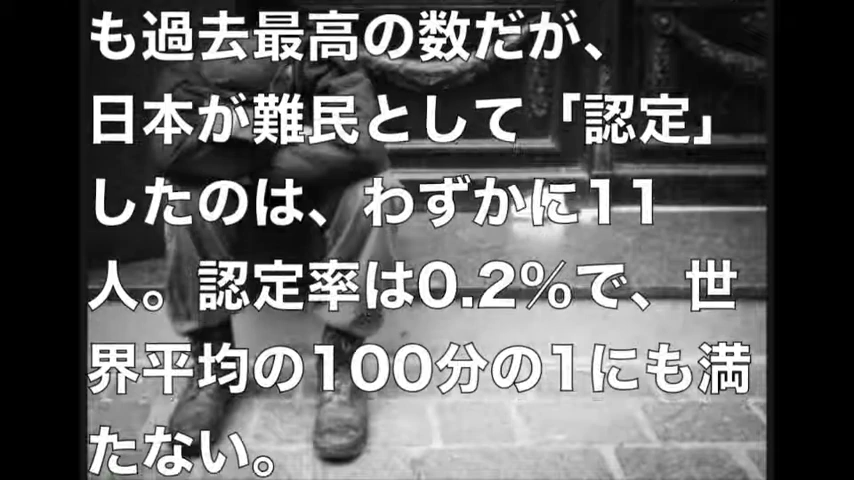 も過去最高の数だが、
日本が難民として「認定」
したのは、わずかに11
人。認定率は0.2%で、世
界平均の100分の1にも満
たない。